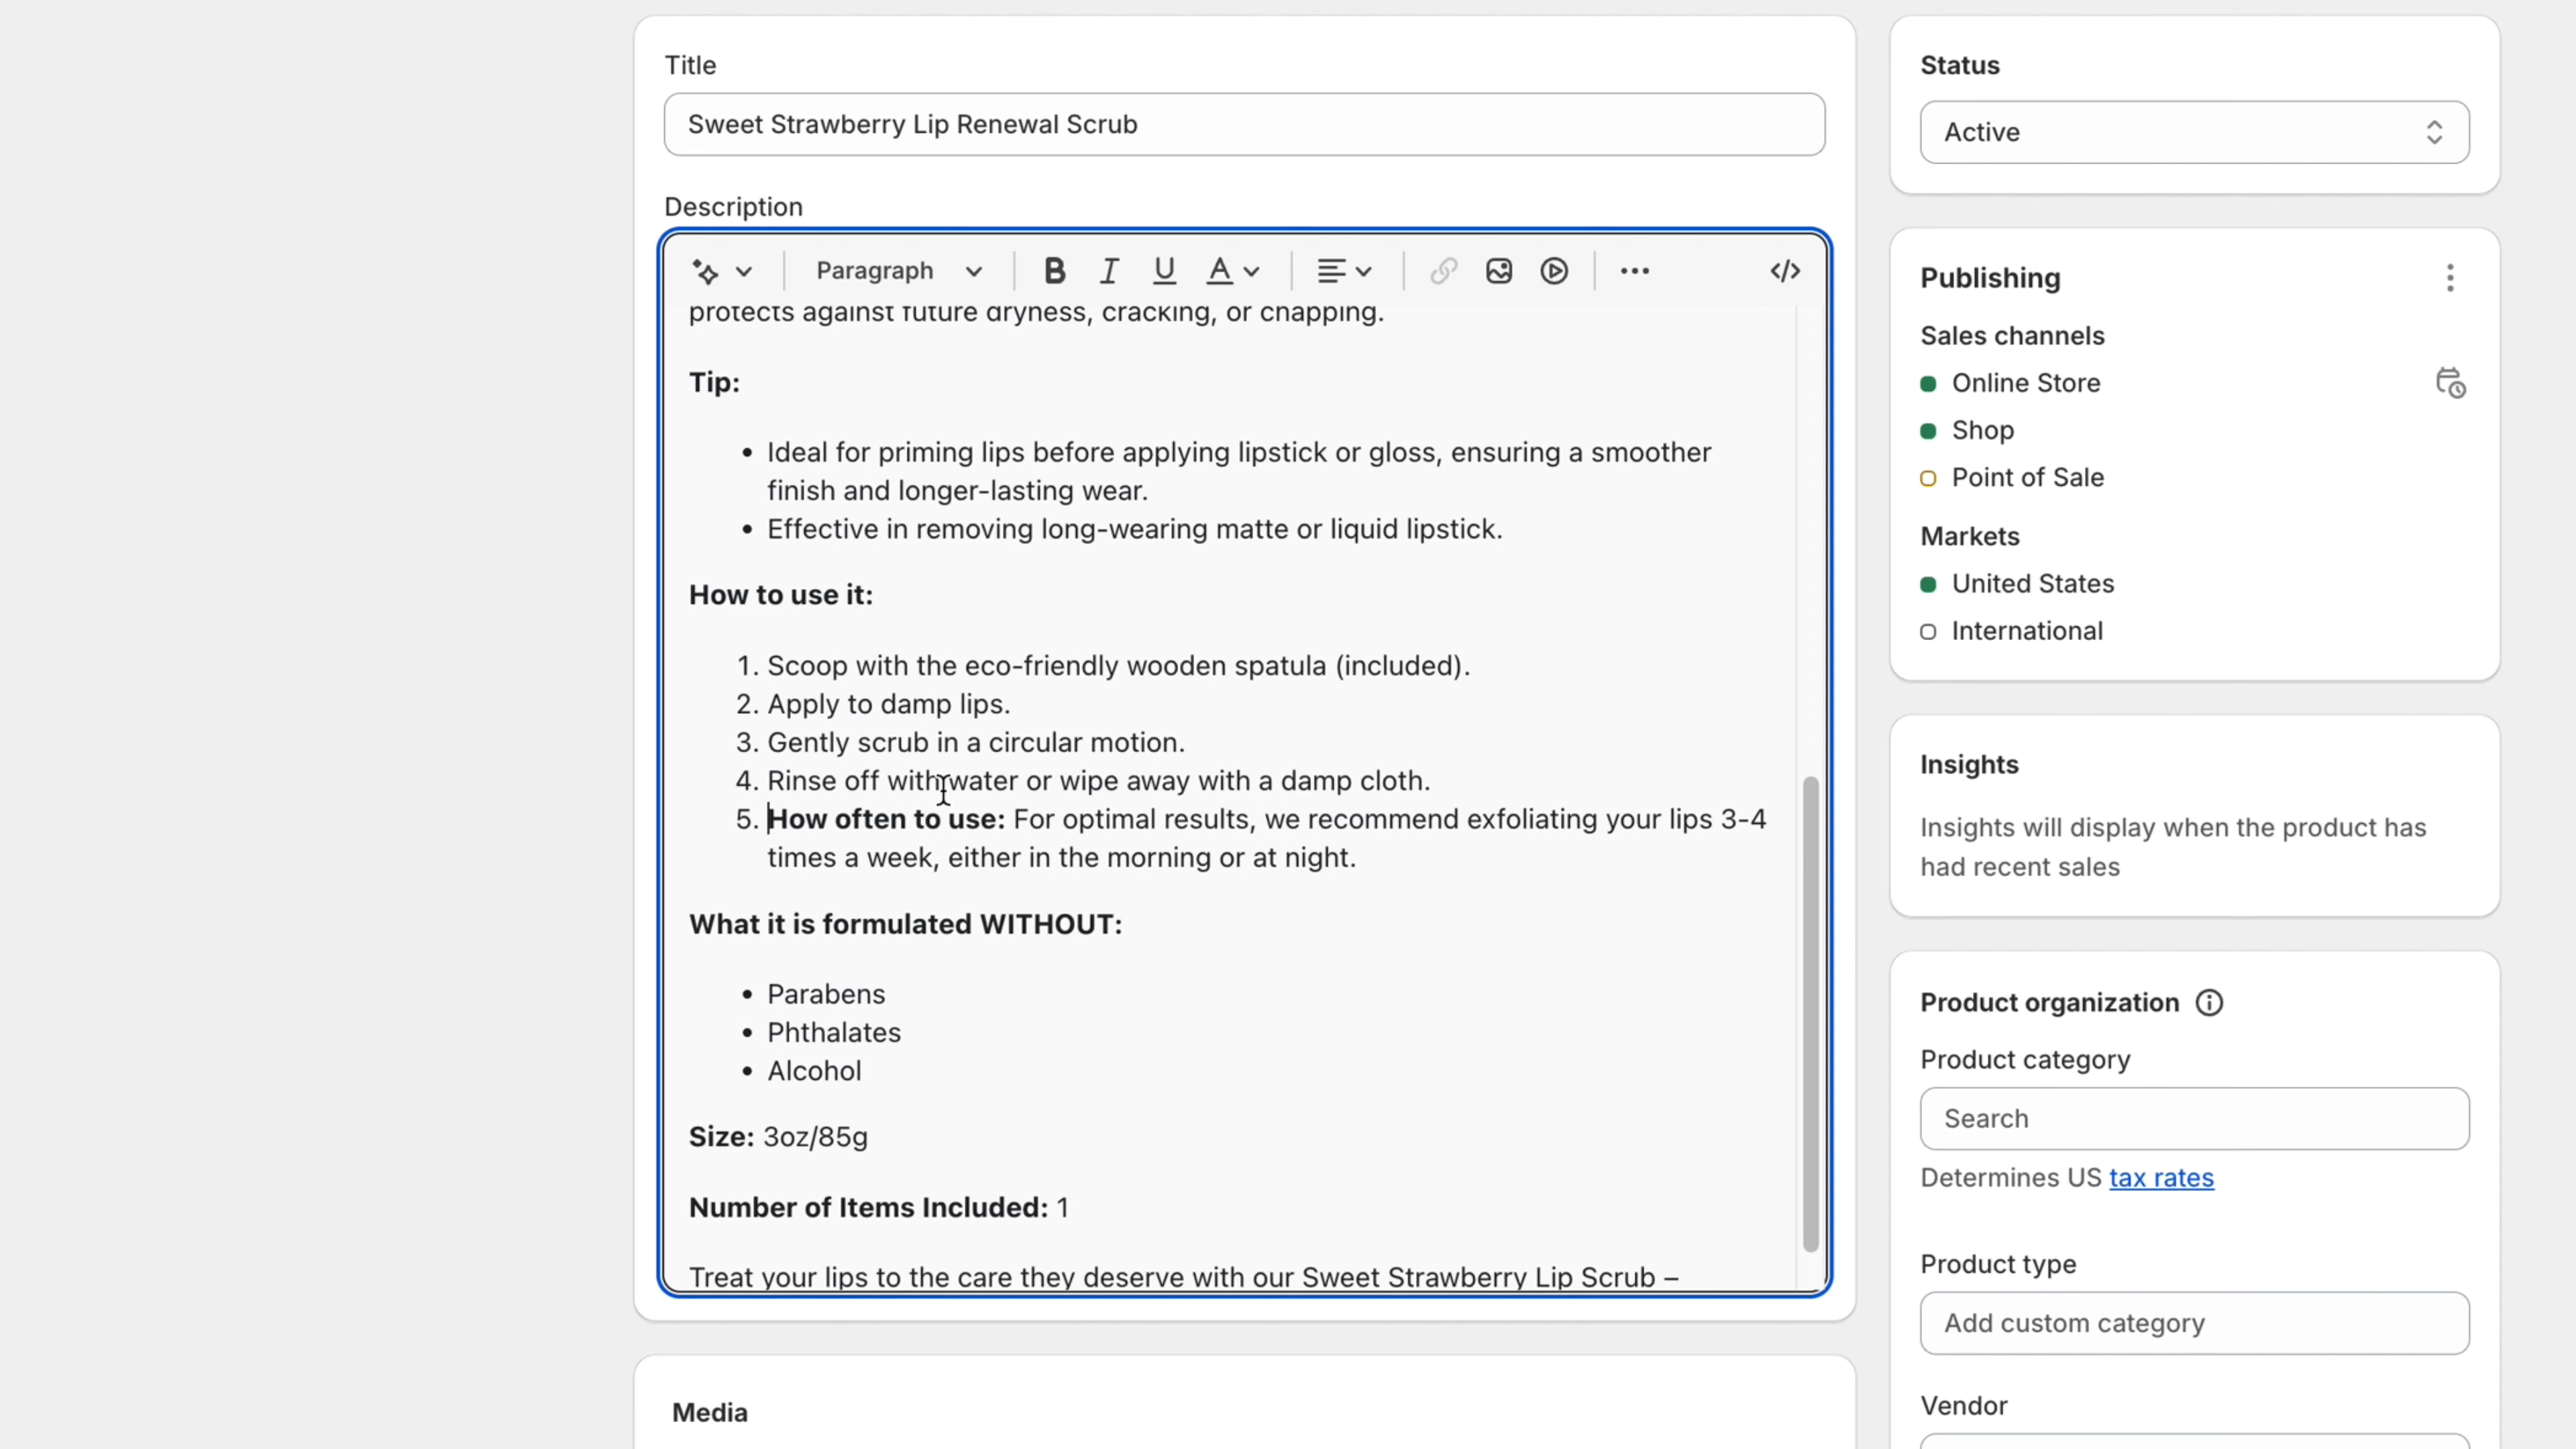 Title
Sweet Strawberry Lip Renewal Scrub
Description
Paragraph
protects against future dryness, cracking, or chapping.
Tip:
• Ideal for priming lips before applying lipstick or gloss, ensuring a smoother
finish and longer-lasting wear.
• Effective in removing long-wearing matte or liquid lipstick.
How to use it:
1. Scoop with the eco-friendly wooden spatula (included).
2. Apply to damp lips.
3. Gently scrub in a circular motion.
4. Rinse off with water or wipe away with a damp cloth.
5. How often to use: For optimal results, we recommend exfoliating your lips 3-4
times a week, either in the morning or at night.
What it is formulated WITHOUT:
• Parabens
• Phthalates
• Alcohol
Size: 3oz/85g
Number of Items Included: 1
Treat your lips to the care they deserve with our Sweet Strawberry Lip Scrub –
Media
Status
Active
Publishing
Sales channels
Online Store
Shop
Point of Sale
Markets
United States
International
Insights
Insights will display when the product has
had recent sales
Product organization
Product category
Search
Determines US tax rates
Product type
Add custom category
Vendor